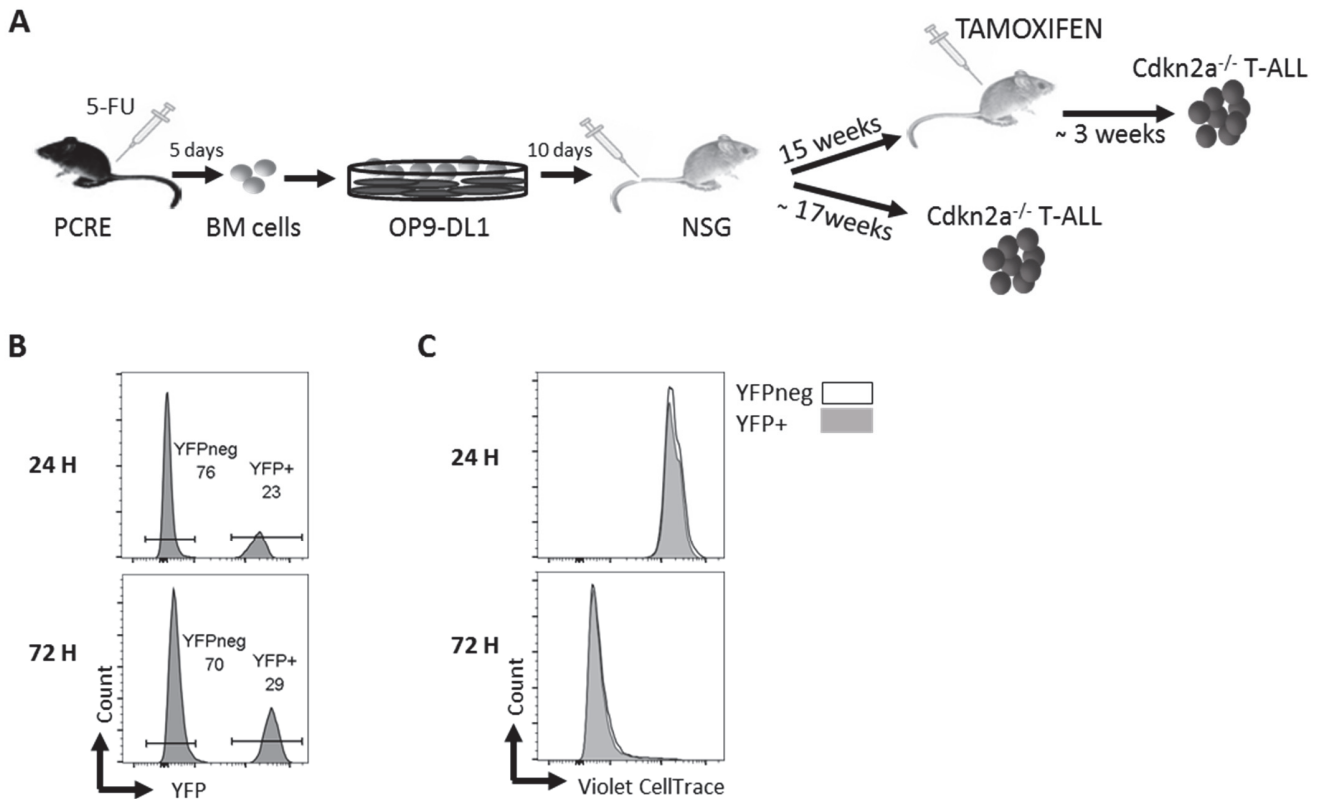 A
TAMOXIFEN
Cdkn2a-/- T-ALL
5-FU
5 days
10 days
15 weeks
~ 3 weeks
~ 17weeks
Cdkn2a-/- T-ALL
PCRE
BM cells
OP9-DL1
NSG
B
24 H
YFPneg
76
YFP+
23
72 H
YFPneg
70
YFP+
29
Count
YFP
C
YFPneg
YFP+
24 H
72 H
Count
Violet CellTrace